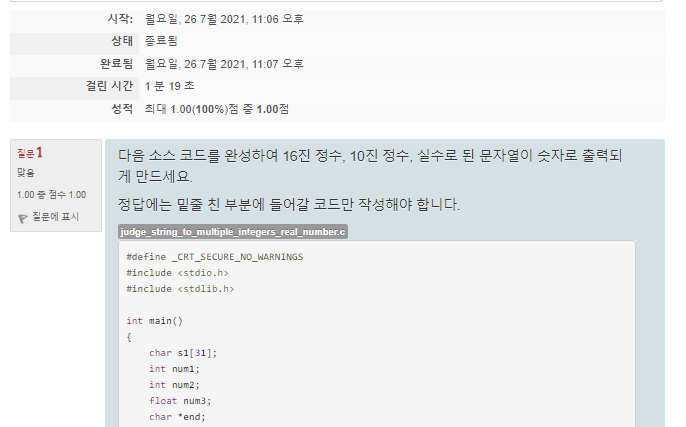 시작: 월요일, 26 7월 2021, 11:06 오후
상태 종료됨
완료됨 월요일, 26 7월 2021, 11:07 오후
걸린 시간 1 분 19 초
성적 최대 1.00(100%)점 중 1.00점
질문 1
맞음
1.00 중 점수 1.00
질문에 표시
다음 소스 코드를 완성하여 16진 정수, 10진 정수, 실수로 된 문자열이 숫자로 출력되
게 만드세요.
정답에는 밑줄 친 부분에 들어갈 코드만 작성해야 합니다.
judge_string_to_multiple_integers_real_number.c
#define _CRT_SECURE_NO_WARNINGS
#include <stdio.h>
#include <stdlib.h>
int main()
{
char s1[31];
int num1;
int num2;
float num3;
char *end;